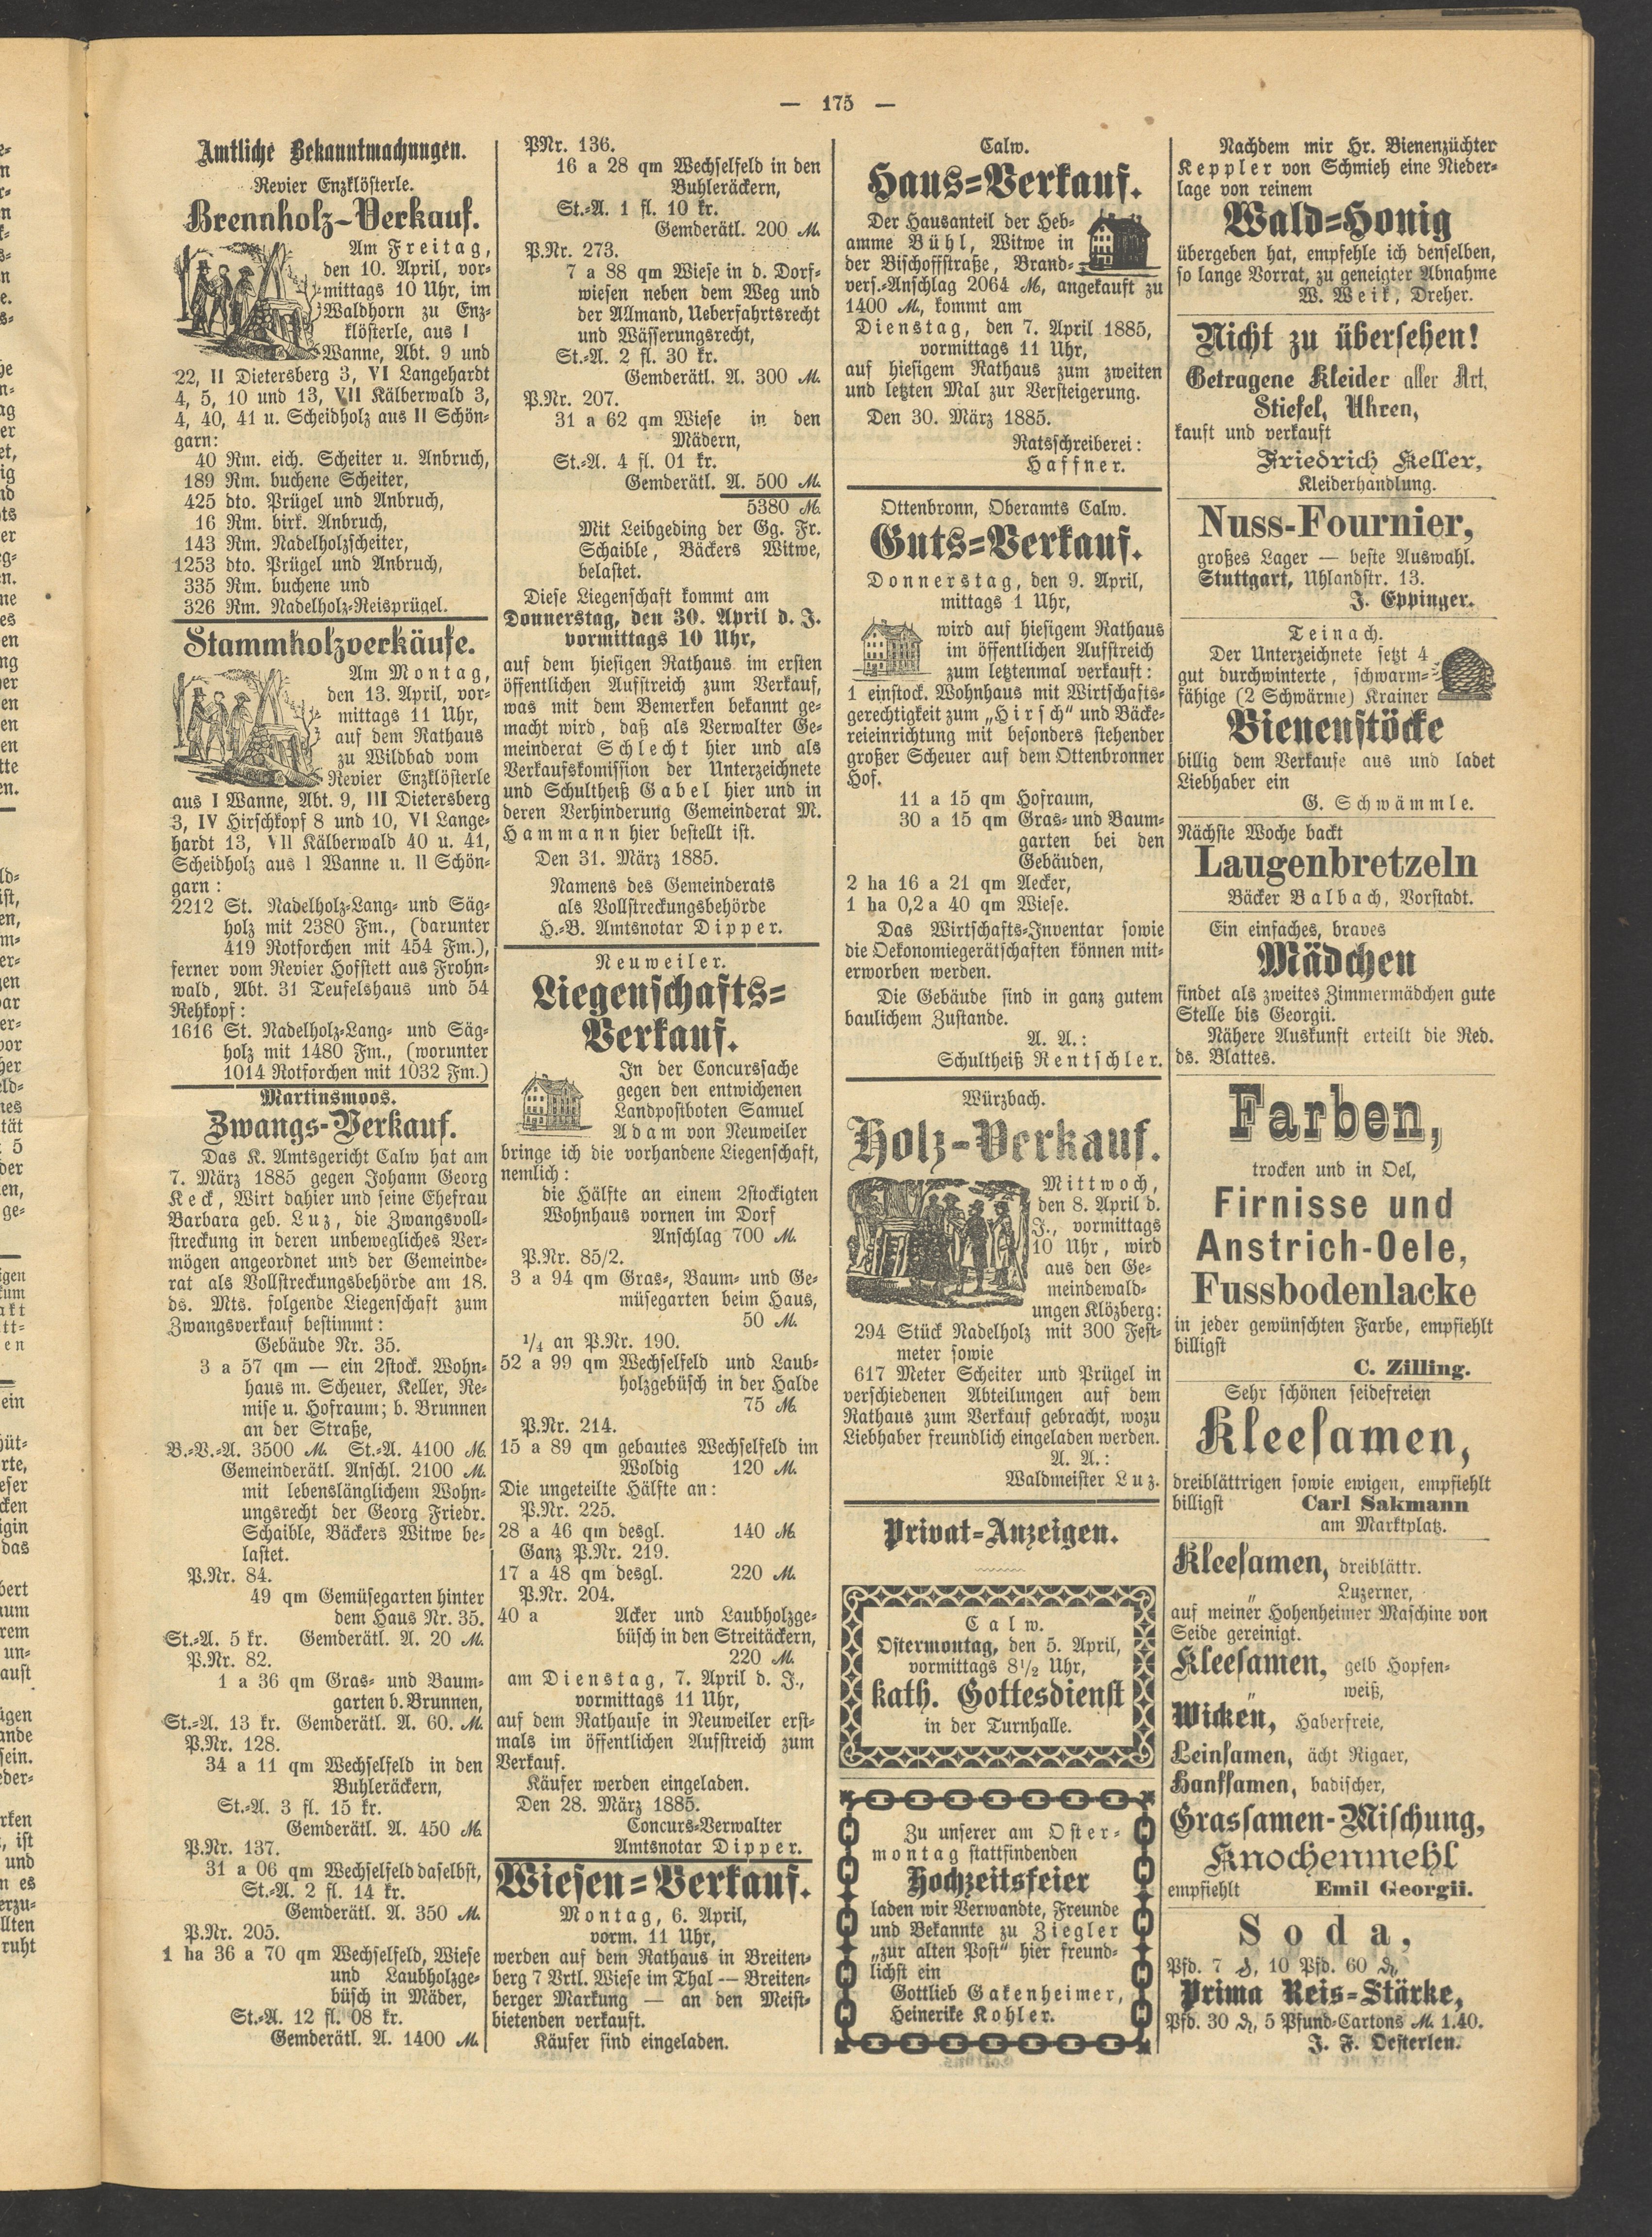 — 175 —
Amtliche Bekanntmachungen.
Revier Enzklösterle.
Brennholz-Verkauf.
Am Freitag,
den 10. April, vor-
mittags 10 Uhr, im
Waldhorn zu Enz-
klösterle, aus I
Wanne, Abt. 9 und
22, II Dietersberg 3, VI Langehardt
4, 5, 10 und 13, VII Kälberwald 3,
4, 40, 41 u. Scheidholz aus II Schön-
garn:
40 Rm. eich. Scheiter u. Anbruch,
189 Rm. buchene Scheiter,
425 dto. Prügel und Anbruch,
16 Rm. birk. Anbruch,
143 Rm. Nadelholzscheiter,
1253 dto. Prügel und Anbruch,
335 Rm. buchene und
326 Rm. Nadelholz-Reisprügel.
Stammholzverkäufe.
Am Montag,
den 13. April, vor-
mittags 11 Uhr,
auf dem Rathaus
zu Wildbad vom
Revier Enzklösterle
aus I Wanne, Abt. 9, III Dietersberg
3, IV Hirschkopf 8 und 10, VI Lange-
hardt 13, VII Kälberwald 40 u. 41,
Scheidholz aus I Wanne u. II Schön-
garn:
2212 St. Nadelholz-Lang- und Säg-
holz mit 2380 Fm., (darunter
419 Rotforchen mit 454 Fm.),
ferner vom Revier Hofstett aus Frohn-
wald, Abt. 31 Teufelshaus und 54
Rehkopf:
1616 St. Nadelholz-Lang- und Säg-
holz mit 1480 Fm., (worunter
1014 Rotforchen mit 1032 Fm.)
Martinsmoos.
Zwangs-Verkauf.
Das K. Amtsgericht Calw hat am
7. März 1885 gegen Johann Georg
Keck, Wirt dahier und seine Ehefrau
Barbara geb. Luz, die Zwangsvoll-
streckung in deren unbewegliches Ver-
mögen angeordnet und der Gemeinde-
rat als Vollstreckungsbehörde am 18.
ds. Mts. folgende Liegenschaft zum
Zwangsverkauf bestimmt:
Gebäude Nr. 35.
3 a 57 qm — ein 2stock. Wohn-
haus m. Scheuer, Keller, Re-
mise u. Hofraum; b. Brunnen
an der Straße,
B.-V.-A. 3500 M. St.-A. 4100 M.
Gemeinderätl. Anschl. 2100 M.
mit lebenslänglichem Wohn-
ungsrecht der Georg Friedr.
Schaible, Bäckers Witwe be-
lastet.
P.Nr. 84.
49 qm Gemüsegarten hinter
dem Haus Nr. 35.
St.-A. 5 kr. Gemderätl. A. 20 M.
P.Nr. 82.
1 a 36 qm Gras- und Baum-
garten b. Brunnen,
St.-A. 13 kr. Gemderätl. A. 60. M.
P.Nr. 128.
34 a 11 qm Wechselfeld in den
Buhleräckern,
St.-A. 3 fl. 15 kr.
Gemderätl. A. 450 M.
P.Nr. 137.
31 a 06 qm Wechselfeld daselbst,
St.-A. 2 fl. 14 kr.
Gemderätl. A. 350 M.
P.Nr. 205.
1 ha 36 a 70 qm Wechselfeld, Wiese
und Laubholzge-
büsch in Mäder,
St.-A. 12 fl. 08 kr.
Gemderätl. A. 1400 M.
PNr. 136.
16 a 28 qm Wechselfeld in den
Buhleräckern,
St.-A. 1 fl. 10 kr.
Gemderätl. 200 M.
P.Nr. 273.
7 a 88 qm Wiese in d. Dorf-
wiesen neben dem Weg und
der Allmand, Ueberfahrtsrecht
und Wässerungsrecht,
St.-A. 2 fl. 30 kr.
Gemderätl. A. 300 M.
P.Nr. 207.
31 a 62 qm Wiese in den
Mädern,
St.-A. 4 fl. 01 kr.
Gemderätl. A. 500 M.
5380 M.
Mit Leibgeding der Gg. Fr.
Schaible, Bäckers Witwe,
belastet.
Diese Liegenschaft kommt am
Donnerstag, den 30. April d. J.
vormittags 10 Uhr,
auf dem hiesigen Rathaus im ersten
öffentlichen Aufstreich zum Verkauf,
was mit dem Bemerken bekannt ge-
macht wird, daß als Verwalter Ge-
meinderat Schlecht hier und als
Verkaufskomission der Unterzeichnete
und Schultheiß Gabel hier und in
deren Verhinderung Gemeinderat M.
Hammann hier bestellt ist.
Den 31. März 1885.
Namens des Gemeinderats
als Vollstreckungsbehörde
H.-B. Amtsnotar Dipper.
Neuweiler.
Liegenschafts-
Verkauf.
In der Concurssache
gegen den entwichenen
Landpostboten Samuel
Adam von Neuweiler
bringe ich die vorhandene Liegenschaft,
nemlich:
die Hälfte an einem 2stockigten
Wohnhaus vornen im Dorf
Anschlag 700 M.
P.Nr. 85/2.
3 a 94 qm Gras-, Baum- und Ge-
müsegarten beim Haus,
50 M.
1/4 an P.Nr. 190.
52 a 99 qm Wechselfeld und Laub-
holzgebüsch in der Halde
75 M.
P.Nr. 214.
15 a 89 qm gebautes Wechselfeld im
Woldig 120 M.
Die ungeteilte Hälfte an:
P.Nr. 225.
28 a 46 qm desgl. 140 M.
Ganz P.Nr. 219.
17 a 48 qm desgl. 220 M.
P.Nr. 204.
40 a Acker und Laubholzge-
büsch in den Streitäckern,
220 M.
am Dienstag, 7. April d. J.,
vormittags 11 Uhr,
auf dem Rathause in Neuweiler erst-
mals im öffentlichen Aufstreich zum
Verkauf.
Käufer werden eingeladen.
Den 28. März 1885.
Concurs-Verwalter
Amtsnotar Dipper.
Wiesen-Verkauf.
Montag, 6. April,
vorm. 11 Uhr,
werden auf dem Rathaus in Breiten-
berg 7 Vrtl. Wiese im Thal — Breiten-
berger Markung — an den Meist-
bietenden verkauft.
Käufer sind eingeladen.
Calw.
Haus-Verkauf.
Der Hausanteil der Heb-
amme Bühl, Witwe in
der Bischoffstraße, Brand-
vers.-Anschlag 2064 M, angekauft zu
1400 M., kommt am
Dienstag, den 7. April 1885,
vormittags 11 Uhr,
auf hiesigem Rathaus zum zweiten
und letzten Mal zur Versteigerung.
Den 30. März 1885.
Ratsschreiberei:
Haffner.
Ottenbronn, Oberamts Calw.
Guts-Verkauf.
Donnerstag, den 9. April,
mittags 1 Uhr,
wird auf hiesigem Rathaus
im öffentlichen Aufstreich
zum letztenmal verkauft:
1 einstock. Wohnhaus mit Wirtschafts-
gerechtigkeit zum „Hirsch“ und Bäcke-
reieinrichtung mit besonders stehender
großer Scheuer auf dem Ottenbronner
Hof.
11 a 15 qm Hofraum,
30 a 15 qm Gras- und Baum-
garten bei den
Gebäuden,
2 ha 16 a 21 qm Aecker,
1 ha 0,2 a 40 qm Wiese.
Das Wirtschafts-Inventar sowie
die Oekonomiegerätschaften können mit-
erworben werden.
Die Gebäude sind in ganz gutem
baulichem Zustande.
A. A.:
Schultheiß Rentschler.
Würzbach.
Holz-Verkauf.
Mittwoch,
den 8. April d.
J., vormittags
10 Uhr, wird
aus den Ge-
meindewald-
ungen Klözberg:
294 Stück Nadelholz mit 300 Fest-
meter sowie
617 Meter Scheiter und Prügel in
verschiedenen Abteilungen auf dem
Rathaus zum Verkauf gebracht, wozu
Liebhaber freundlich eingeladen werden.
A. A.:
Waldmeister Luz.
Privat-Anzeigen.
Calw.
Ostermontag, den 5. April,
vormittags 8 1/2 Uhr,
kath. Gottesdienst
in der Turnhalle.
Zu unserer am Oster-
montag stattfindenden
Hochzeitsfeier
laden wir Verwandte, Freunde
und Bekannte zu Ziegler
„zur alten Post“ hier freund-
lichst ein
Gottlieb Gakenheimer,
Heinerike Kohler.
Nachdem mir Hr. Bienenzüchter
Keppler von Schmieh eine Nieder-
lage von reinem
Wald-Honig
übergeben hat, empfehle ich denselben,
so lange Vorrat, zu geneigter Abnahme
W. Weik, Dreher.
Nicht zu übersehen!
Getragene Kleider aller Art,
Stiefel, Uhren,
kauft und verkauft
Friedrich Keller,
Kleiderhandlung.
Nuss-Fournier,
großes Lager — beste Auswahl.
Stuttgart, Uhlandstr. 13.
J. Eppinger.
Teinach.
Der Unterzeichnete setzt 4
gut durchwinterte, schwarm-
fähige (2 Schwärme) Krainer
Bienenstöcke
billig dem Verkaufe aus und ladet
Liebhaber ein
G. Schwämmle.
Nächste Woche backt
Laugenbretzeln
Bäcker Balbach, Vorstadt.
Ein einfaches, braves
Mädchen
findet als zweites Zimmermädchen gute
Stelle bis Georgii.
Nähere Auskunft erteilt die Red.
ds. Blattes.
Farben,
trocken und in Oel,
Firnisse und
Anstrich-Oele,
Fussbodenlacke
in jeder gewünschten Farbe, empfiehlt
billigst
C. Zilling.
Sehr schönen seidefreien
Kleesamen,
dreiblättrigen sowie ewigen, empfiehlt
billigst Carl Sakmann
am Marktplatz.
Kleesamen, dreiblättr.
„ Luzerner,
auf meiner Hohenheimer Maschine von
Seide gereinigt.
Kleesamen, gelb Hopfen-
„ weiß,
Wicken, Haberfreie,
Leinsamen, ächt Rigaer,
Hanfsamen, badischer,
Grassamen-Mischung,
Knochenmehl
empfiehlt Emil Georgii.
Soda,
Pfd. 7 ₰, 10 Pfd. 60 ₰,
Prima Reis-Stärke,
Pfd. 30 ₰, 5 Pfund-Cartons M. 1.40.
J. F. Oesterlen.